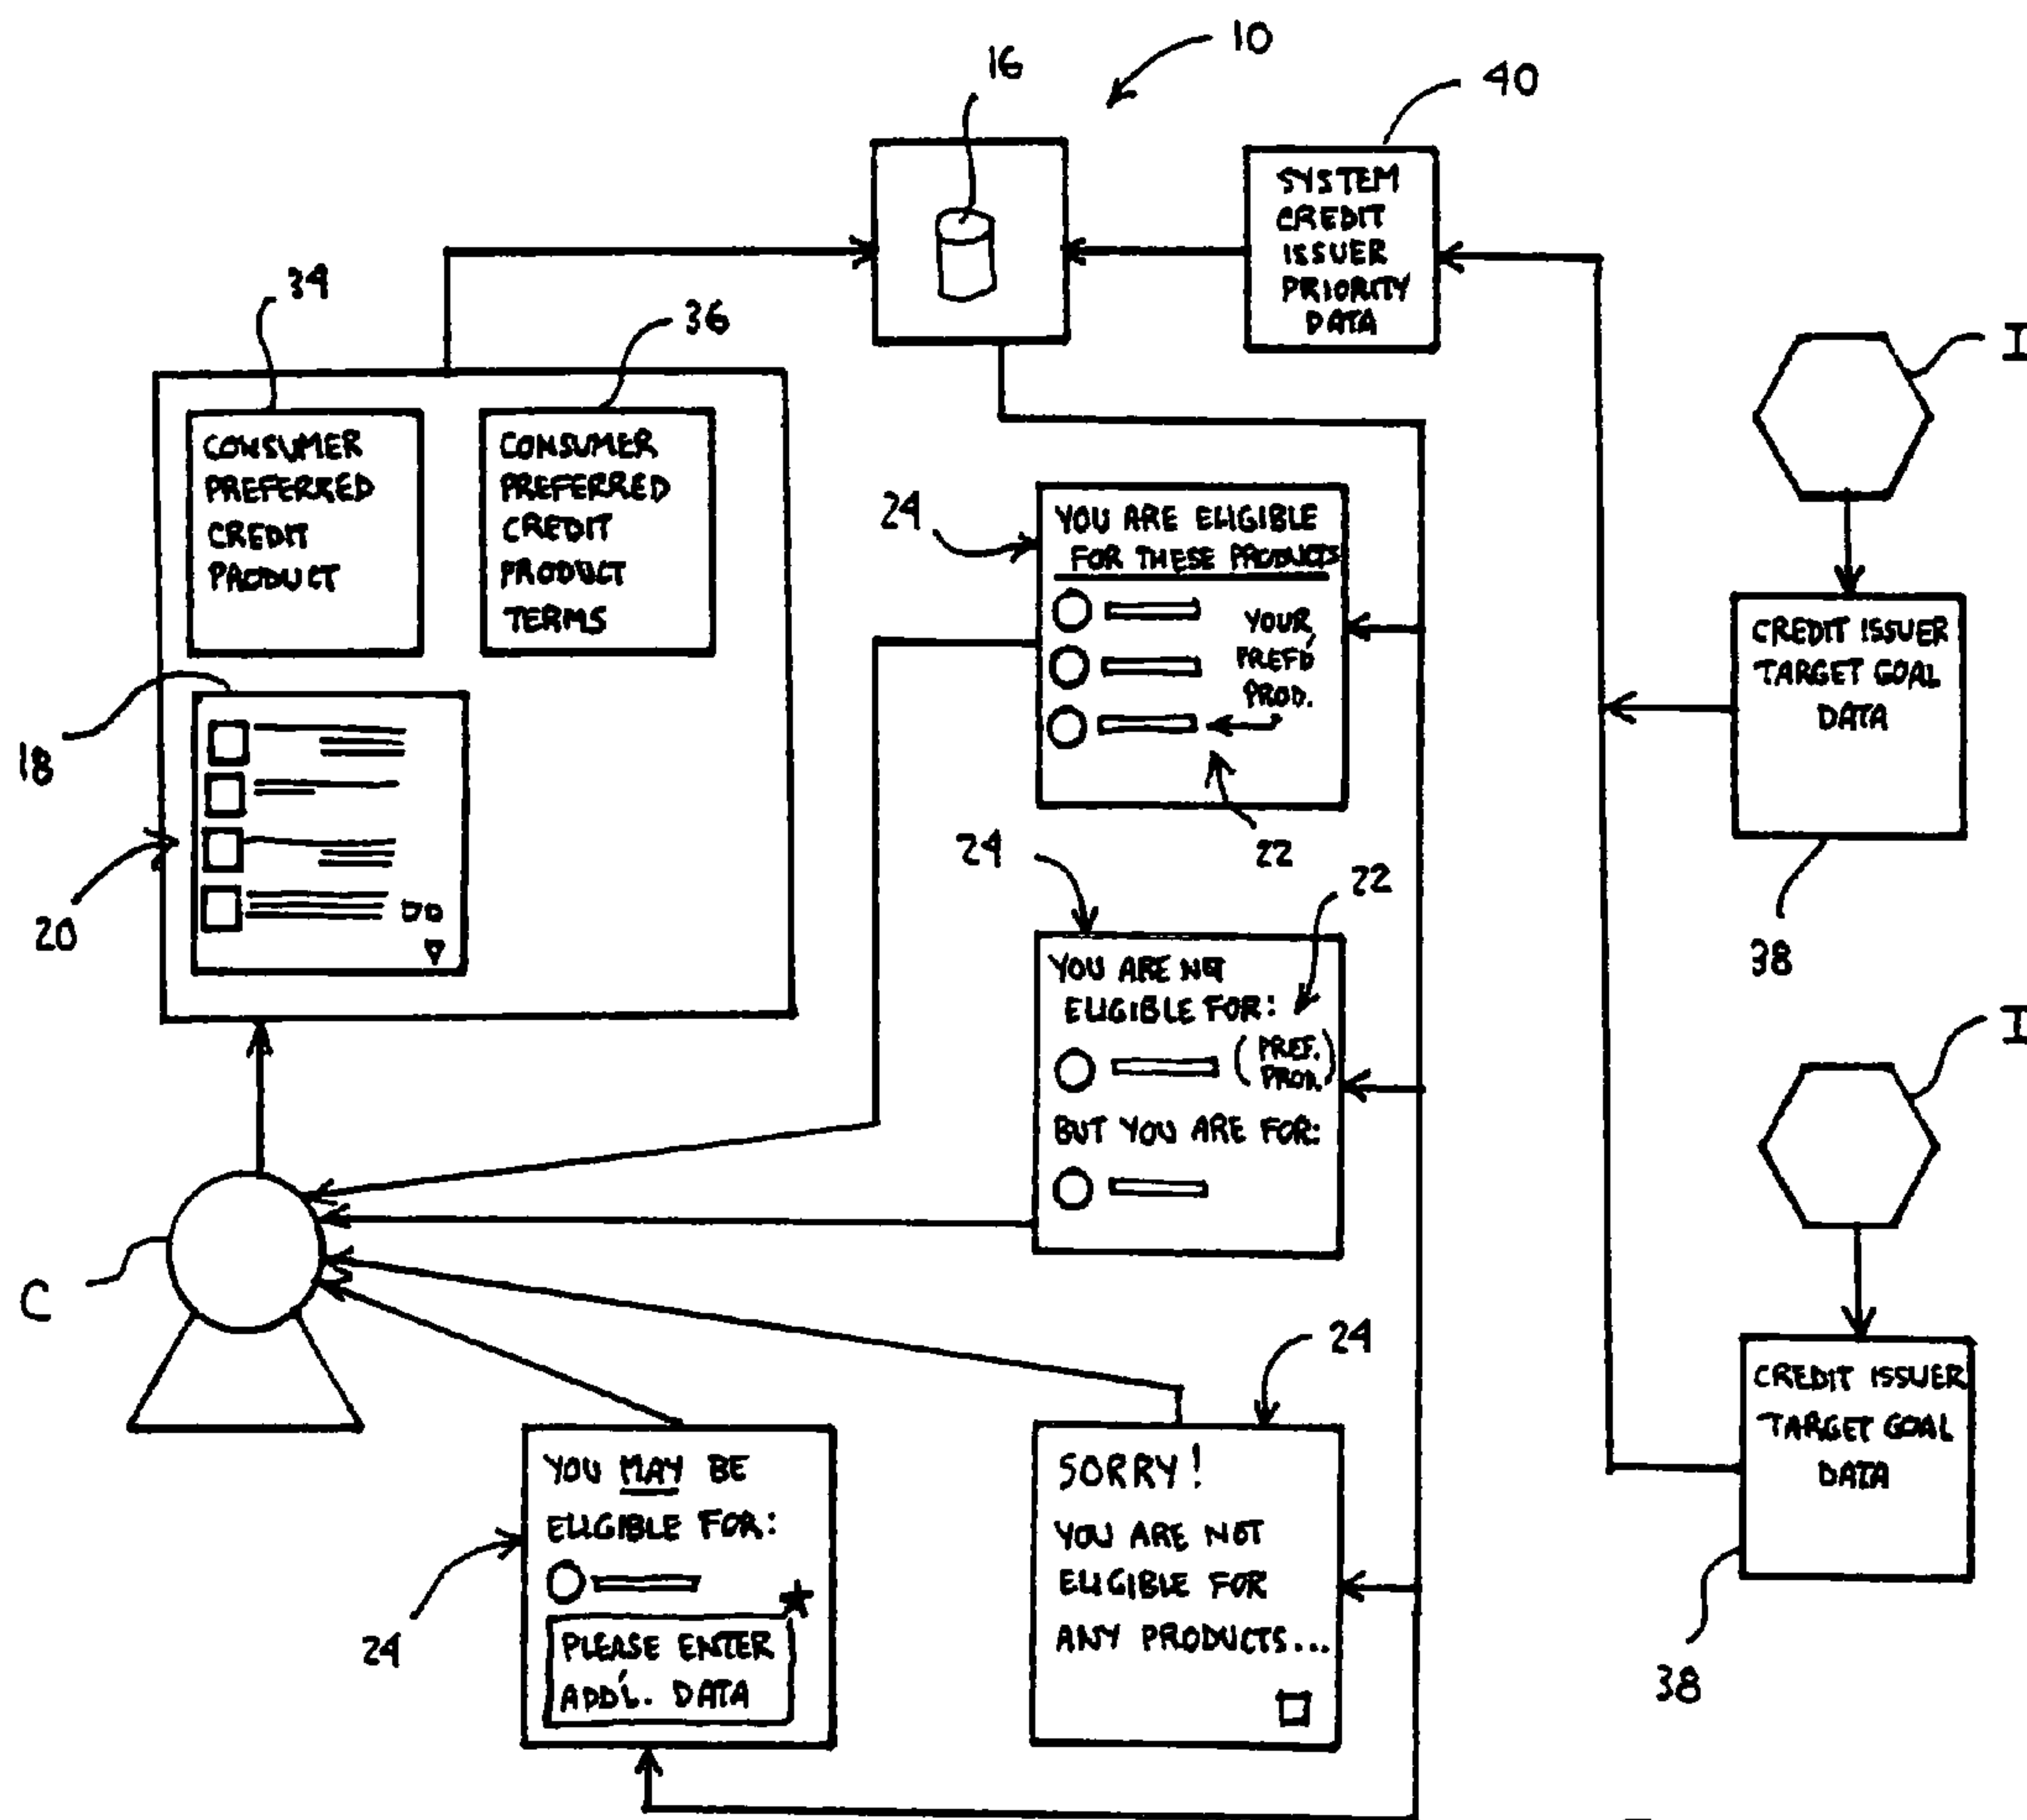 10
16
40
SYSTEM
CREDIT
ISSUER
PRIORITY
DATA
34
36
I
CONSUMER
PREFERRED
CREDIT
PRODUCT
CONSUMER
PREFERRED
CREDIT
PRODUCT
TERMS
24
YOU ARE ELIGIBLE
FOR THESE PRODUCTS
YOUR
PREF'D
PROD.
22
CREDIT ISSUER
TARGET GOAL
DATA
38
18
20
24
22
YOU ARE NOT
ELIGIBLE FOR:
(PREF.
PROD.)
BUT YOU ARE FOR:
I
C
24
YOU MAY BE
ELIGIBLE FOR:
PLEASE ENTER
ADD'L. DATA
24
SORRY!
YOU ARE NOT
ELIGIBLE FOR
ANY PRODUCTS...
CREDIT ISSUER
TARGET GOAL
DATA
38